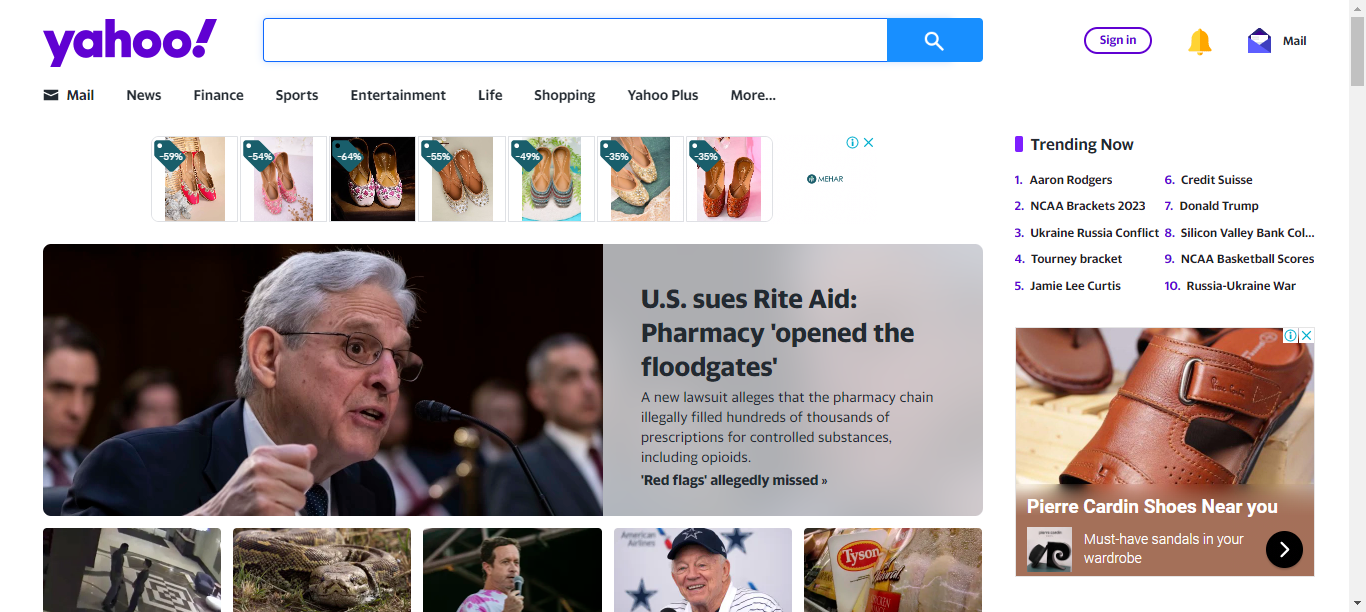 yahoo!
Sign in
Mail
Mail
News
Finance
Sports
Entertainment
Life
Shopping
Yahoo Plus
More...
-59%
-54%
-64%
-55%
-49%
-35%
-35%
MEHAR
U.S. sues Rite Aid:
Pharmacy 'opened the
floodgates'
A new lawsuit alleges that the pharmacy chain
illegally filled hundreds of thousands of
prescriptions for controlled substances,
including opioids.
'Red flags' allegedly missed »
American
Airlines
Tyson
CHICKEN
Trending Now
1. Aaron Rodgers
2. NCAA Brackets 2023
3. Ukraine Russia Conflict
4. Tourney bracket
5. Jamie Lee Curtis
6. Credit Suisse
7. Donald Trump
8. Silicon Valley Bank Col...
9. NCAA Basketball Scores
10. Russia-Ukraine War
Pierre Cardin Shoes Near you
pierre cardin
Must-have sandals in your
wardrobe